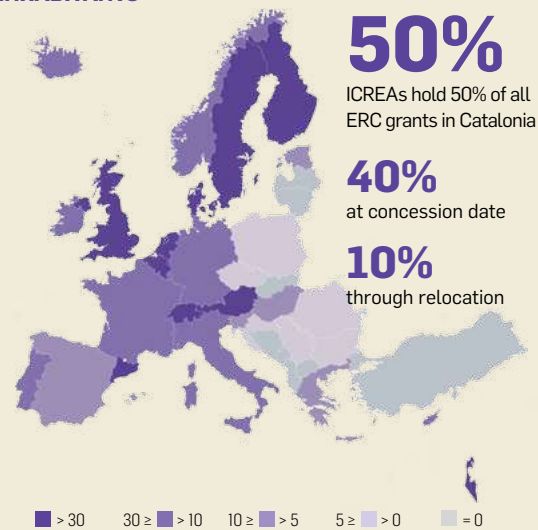 50%
ICREAs hold 50% of all
ERC grants in Catalonia
40%
at concession date
10%
through relocation
> 30 30 ≥ > 10 10 ≥ > 5 5 ≥ > 0 = 0